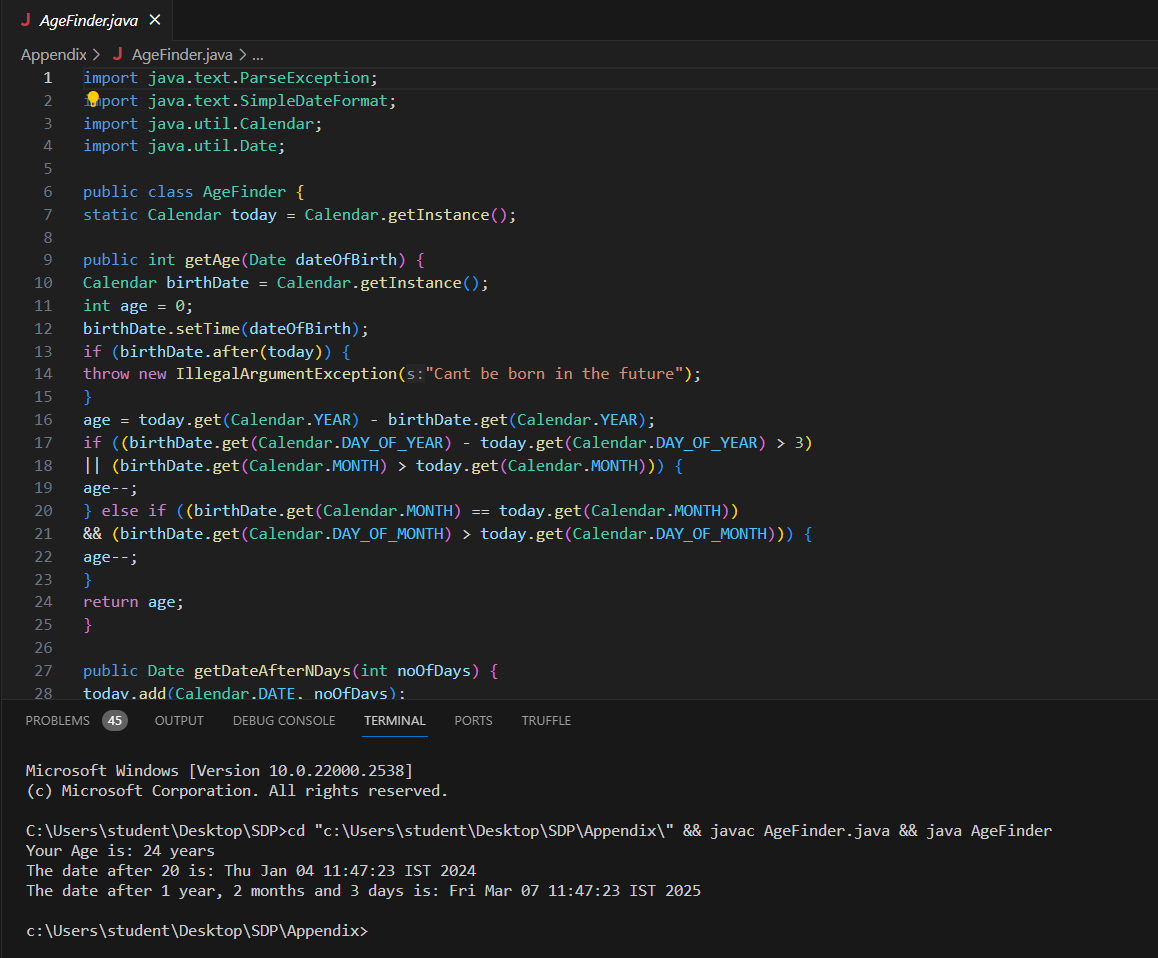 J AgeFinder.java ×
Appendix > J AgeFinder.java > ...
1 import java.text.ParseException;
2 import java.text.SimpleDateFormat;
3 import java.util.Calendar;
4 import java.util.Date;
5
6 public class AgeFinder {
7 static Calendar today = Calendar.getInstance();
8
9 public int getAge(Date dateOfBirth) {
10 Calendar birthDate = Calendar.getInstance();
11 int age = 0;
12 birthDate.setTime(dateOfBirth);
13 if (birthDate.after(today)) {
14 throw new IllegalArgumentException(s:"Cant be born in the future");
15 }
16 age = today.get(Calendar.YEAR) - birthDate.get(Calendar.YEAR);
17 if ((birthDate.get(Calendar.DAY_OF_YEAR) - today.get(Calendar.DAY_OF_YEAR) > 3)
18 || (birthDate.get(Calendar.MONTH) > today.get(Calendar.MONTH))) {
19 age--;
20 } else if ((birthDate.get(Calendar.MONTH) == today.get(Calendar.MONTH))
21 && (birthDate.get(Calendar.DAY_OF_MONTH) > today.get(Calendar.DAY_OF_MONTH))) {
22 age--;
23 }
24 return age;
25 }
26
27 public Date getDateAfterNDays(int noOfDays) {
28 today.add(Calendar.DATE, noOfDays);
PROBLEMS 45 OUTPUT DEBUG CONSOLE TERMINAL PORTS TRUFFLE
Microsoft Windows [Version 10.0.22000.2538]
(c) Microsoft Corporation. All rights reserved.
C:\Users\student\Desktop\SDP>cd "c:\Users\student\Desktop\SDP\Appendix\" && javac AgeFinder.java && java AgeFinder
Your Age is: 24 years
The date after 20 is: Thu Jan 04 11:47:23 IST 2024
The date after 1 year, 2 months and 3 days is: Fri Mar 07 11:47:23 IST 2025
c:\Users\student\Desktop\SDP\Appendix>